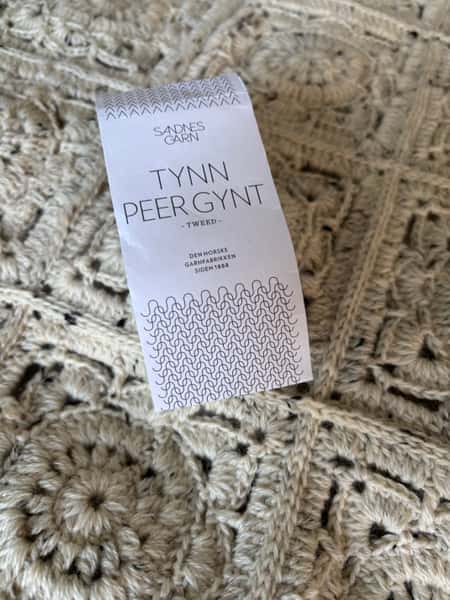 SANDNES
GARN
TYNN
PEER GYNT
- TWEED -
DEN NORSKE
GARNFABRIKKEN
SIDEN 1888